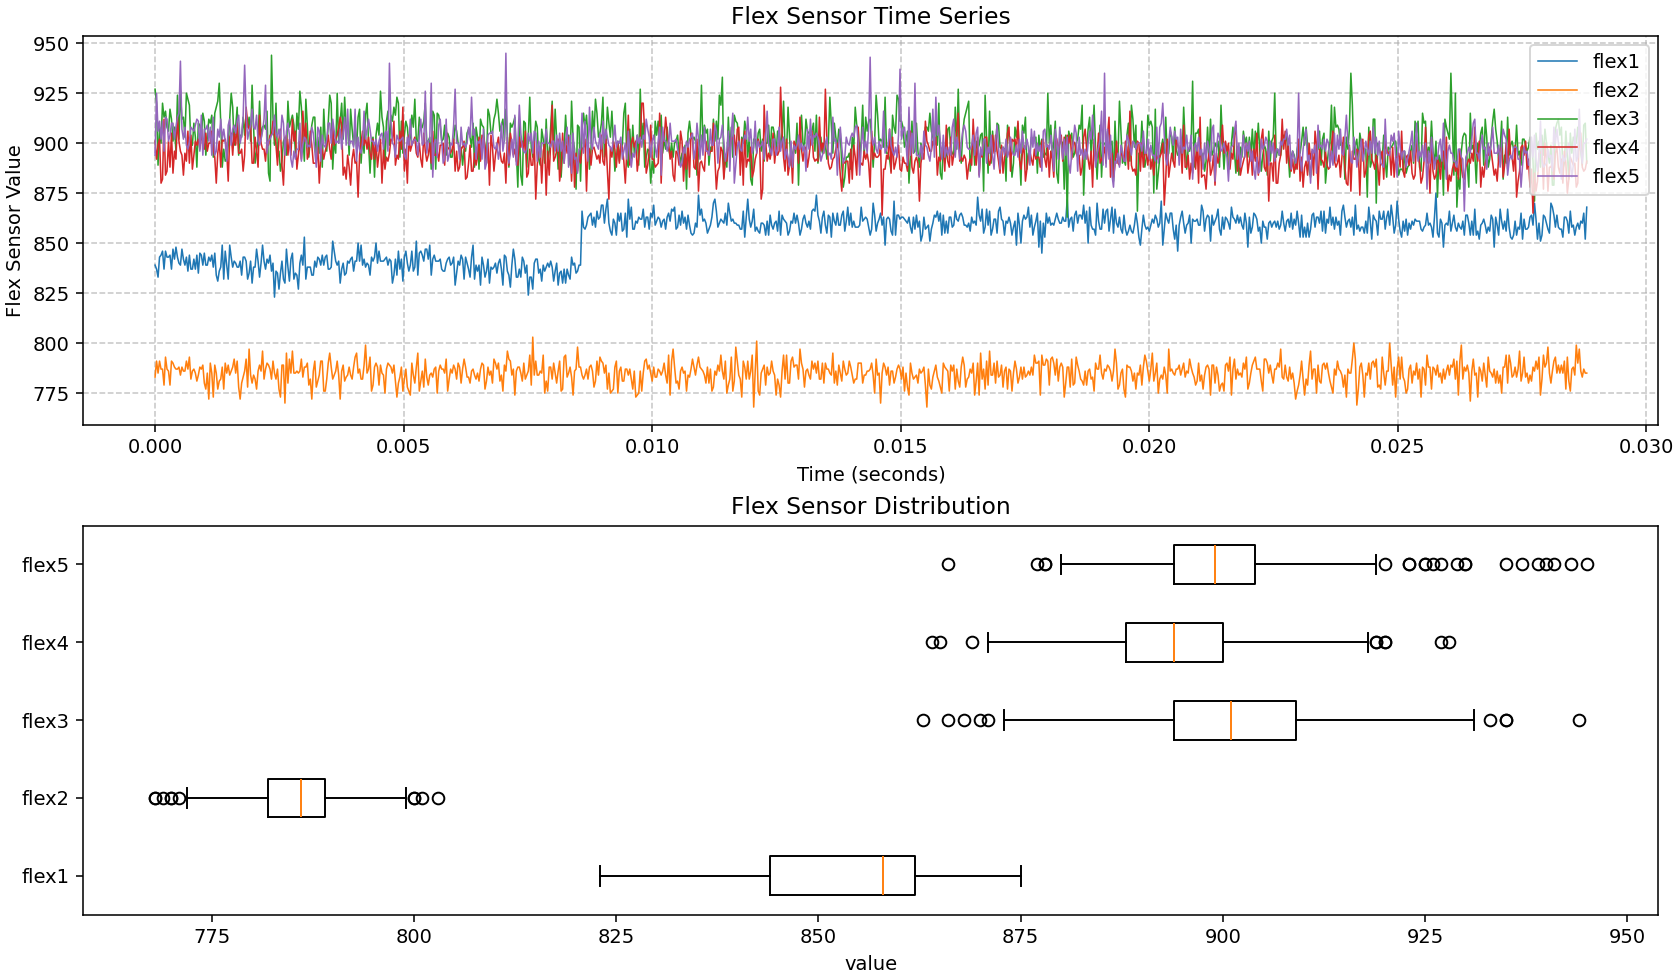 Flex Sensor Time Series
Flex Sensor Value
950
925
900
875
850
825
800
775
flex1
flex2
flex3
flex4
flex5
0.000
0.005
0.010
0.015
0.020
0.025
0.030
Time (seconds)
Flex Sensor Distribution
flex5
flex4
flex3
flex2
flex1
775
800
825
850
875
900
925
950
value